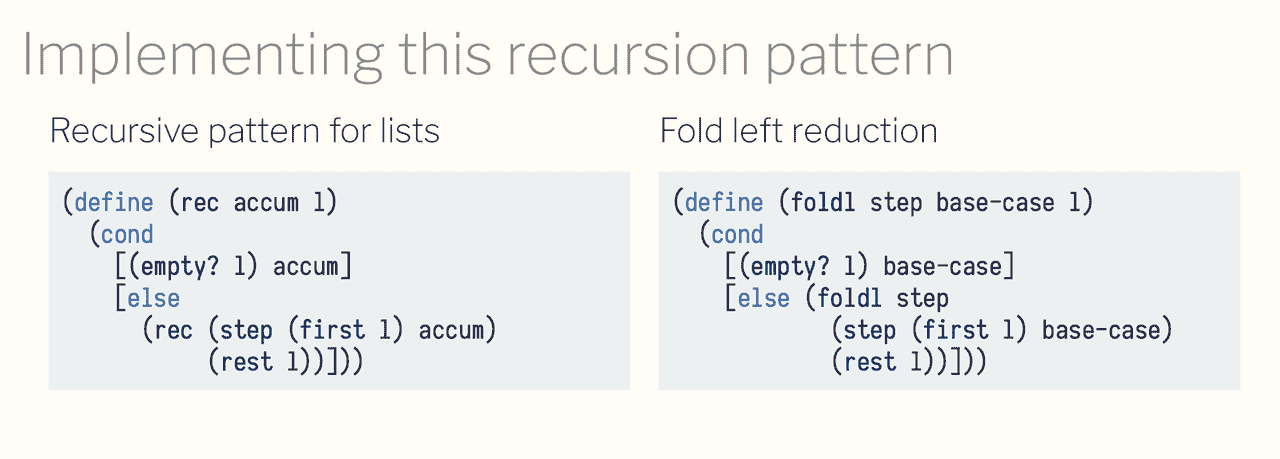 Implementing this recursion pattern
Recursive pattern for lists
(define (rec accum l)
  (cond
    [(empty? l) accum]
    [else
      (rec (step (first l) accum)
           (rest l))]))
Fold left reduction
(define (foldl step base-case l)
  (cond
    [(empty? l) base-case]
    [else (foldl step
            (step (first l) base-case)
            (rest l))]))